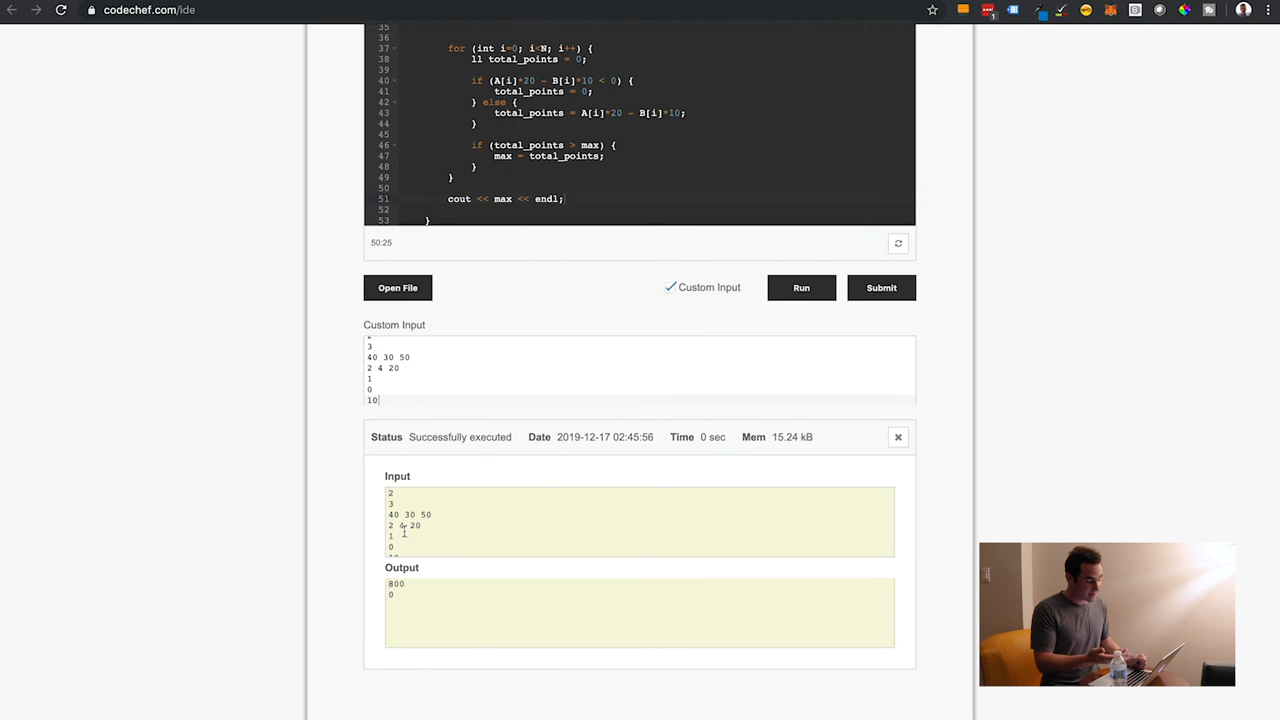 codechef.com/ide
35
36
37 for (int i=0; i<N; i++) {
38 ll total_points = 0;
39
40 if (A[i]*20 - B[i]*10 < 0) {
41 total_points = 0;
42 } else {
43 total_points = A[i]*20 - B[i]*10;
44 }
45
46 if (total_points > max) {
47 max = total_points;
48 }
49 }
50
51 cout << max << endl;
52
53 }
50:25
Open File Custom Input Run Submit
Custom Input
3
40 30 50
2 4 20
1
0
10
Status Successfully executed Date 2019-12-17 02:45:56 Time 0 sec Mem 15.24 kB
Input
2
3
40 30 50
2 4 20
1
0
Output
800
0